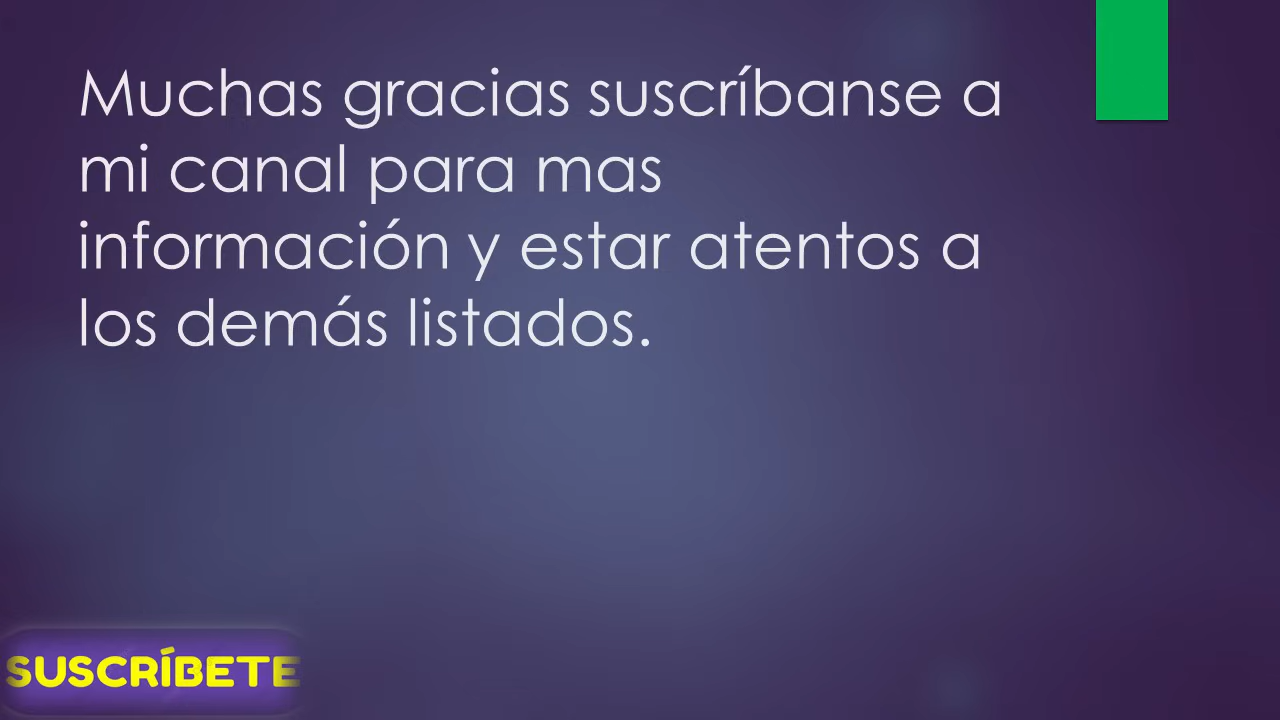 Muchas gracias suscríbanse a
mi canal para mas
información y estar atentos a
los demás listados.
SUSCRÍBETE